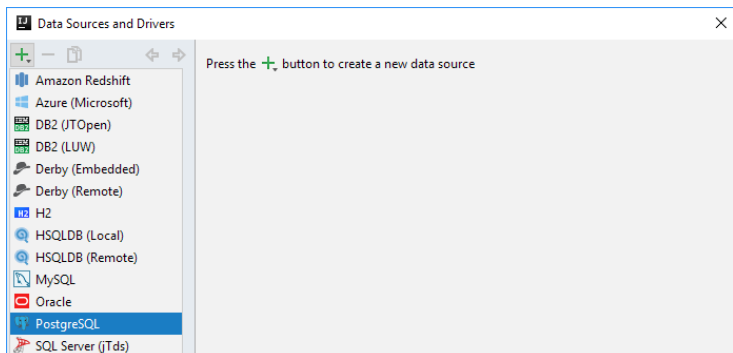 Data Sources and Drivers
Press the + button to create a new data source
Amazon Redshift
Azure (Microsoft)
DB2 (JTOpen)
DB2 (LUW)
Derby (Embedded)
Derby (Remote)
H2 H2
HSQLDB (Local)
HSQLDB (Remote)
MySQL
Oracle
PostgreSQL
SQL Server (jTds)